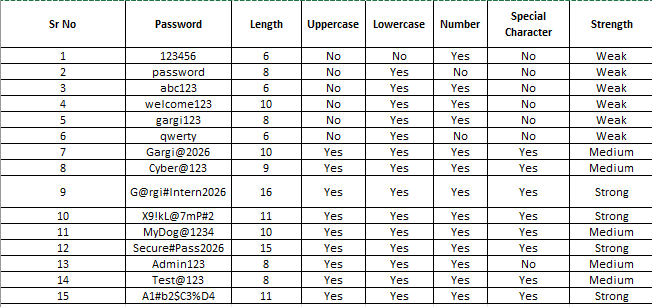 Sr No Password Length Uppercase Lowercase Number Special Character Strength
1 123456 6 No No Yes No Weak
2 password 8 No Yes No No Weak
3 abc123 6 No Yes Yes No Weak
4 welcome123 10 No Yes Yes No Weak
5 gargi123 8 No Yes Yes No Weak
6 qwerty 6 No Yes No No Weak
7 Gargi@2026 10 Yes Yes Yes Yes Medium
8 Cyber@123 9 Yes Yes Yes Yes Medium
9 G@rgi#Intern2026 16 Yes Yes Yes Yes Strong
10 X9!kL@7mP#2 11 Yes Yes Yes Yes Strong
11 MyDog@1234 10 Yes Yes Yes Yes Medium
12 Secure#Pass2026 15 Yes Yes Yes Yes Strong
13 Admin123 8 Yes Yes Yes No Medium
14 Test@123 8 Yes Yes Yes Yes Medium
15 A1#b2$C3%D4 11 Yes Yes Yes Yes Strong